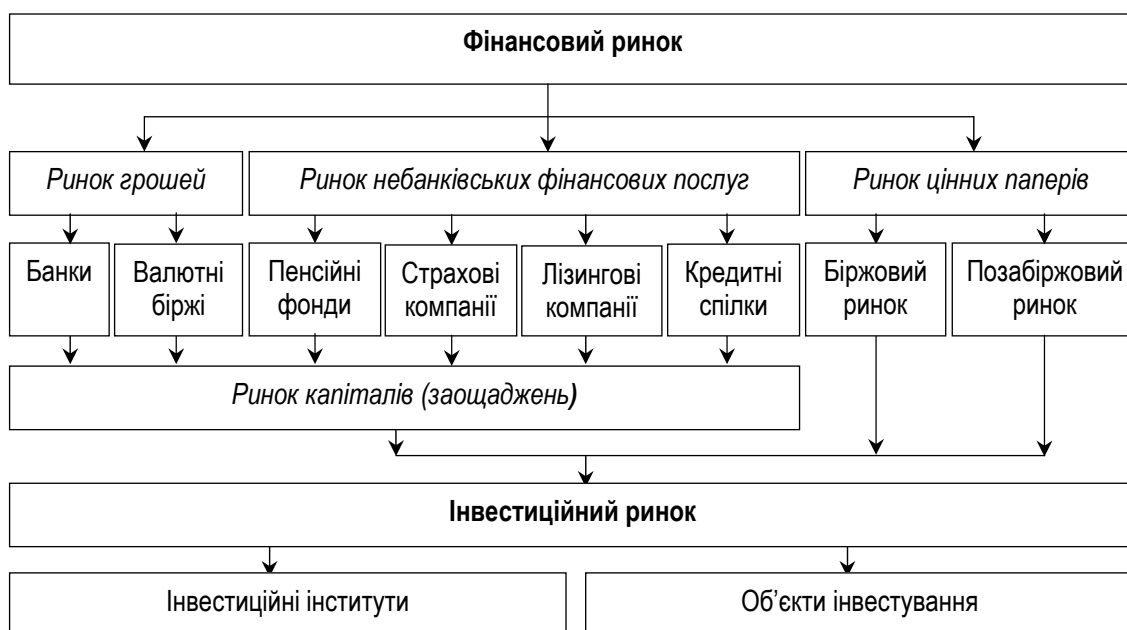 Фінансовий ринок
Ринок грошей
Ринок небанківських фінансових послуг
Ринок цінних паперів
Банки
Валютні
біржі
Пенсійні
фонди
Страхові
компанії
Лізингові
компанії
Кредитні
спілки
Біржовий
ринок
Позабіржовий
ринок
Ринок капіталів (заощаджень)
Інвестиційний ринок
Інвестиційні інститути
Об’єкти інвестування